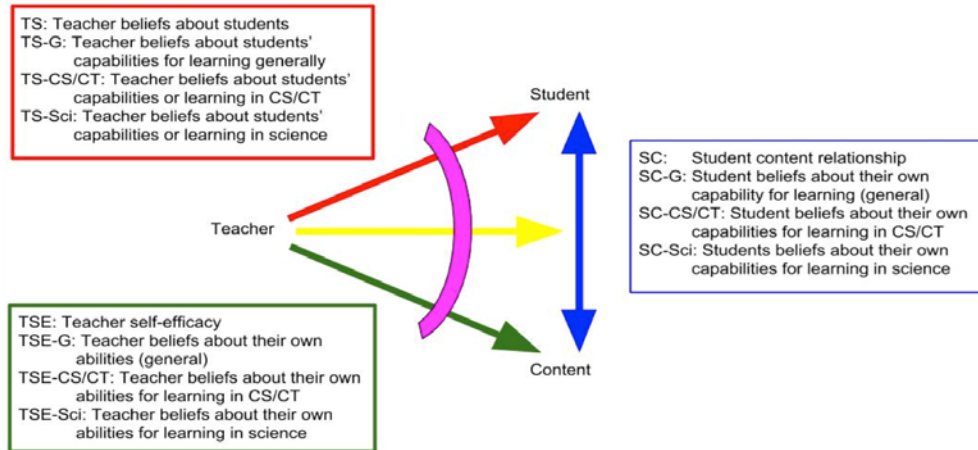 TS: Teacher beliefs about students
TS-G: Teacher beliefs about students'
capabilities for learning generally
TS-CS/CT: Teacher beliefs about students'
capabilities or learning in CS/CT
TS-Sci: Teacher beliefs about students'
capabilities or learning in science
Student
SC: Student content relationship
SC-G: Student beliefs about their own
capability for learning (general)
SC-CS/CT: Student beliefs about their own
capabilities for learning in CS/CT
SC-Sci: Students beliefs about their own
capabilities for learning in science
Teacher
TSE: Teacher self-efficacy
TSE-G: Teacher beliefs about their own
abilities (general)
TSE-CS/CT: Teacher beliefs about their own
abilities for learning in CS/CT
TSE-Sci: Teacher beliefs about their own
abilities for learning in science
Content